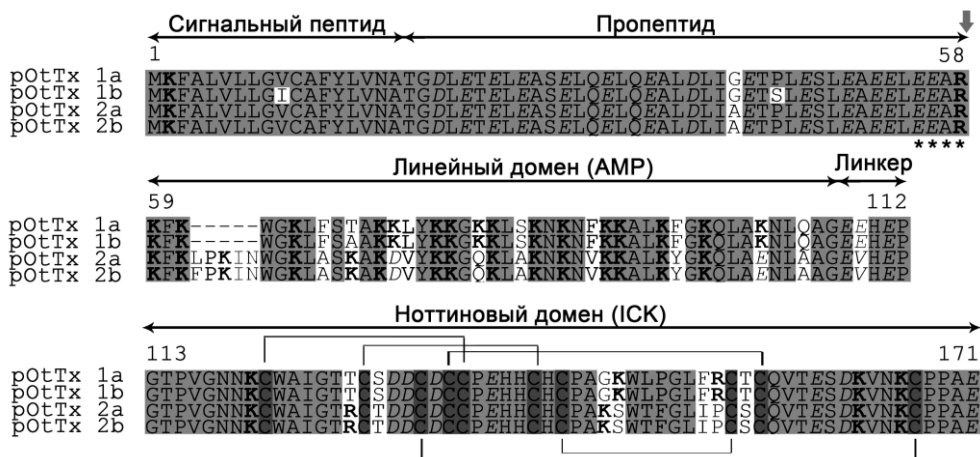 Сигнальный пептид Пропептид
1 58
pOtTx 1a MKFALVLLGVCAFYLVNATGDLETELEASELQELQEALDLIGETPLESLEAEELEEAR
pOtTx 1b MKFALVLLGICAFYLVNATGDLETELEASELQELQEALDLIGETSLESLEAEELEEAR
pOtTx 2a MKFALVLLGVCAFYLVNATGDLETELEASELQELQEALDLIAETPLESLEAEELEEAR
pOtTx 2b MKFALVLLGVCAFYLVNATGDLETELEASELQELQEALDLIAETPLESLEAEELEEAR
****
Линейный домен (AMP) Линкер
59 112
pOtTx 1a KFK-----WGKLFSTAKKLYKKGKKLSKNKNFKKALKFGKQLAKNLQAGEEHEP
pOtTx 1b KFK-----WGKLFSAAKKLYKKGKKLSKNKNFKKALKFGKQLAKNLQAGEEHEP
pOtTx 2a KFKLPKINWGKLASKAKDVYKKGQKLAKNKNVKKALKYGKQLAENLAAGEVHEP
pOtTx 2b KFKFPKINWGKLASKAKDVYKKGQKLAKNKNVKKALKYGKQLAENLAAGEVHEP
Ноттиновый домен (ICK)
113 171
pOtTx 1a GTPVGNNKCWAIGTTCSDDCDCCPEHHCHCPAGKWLPGLFRCTCQVTESDKVNKCPPAE
pOtTx 1b GTPVGNNKCWAIGTTCSDDCDCCPEHHCHCPAGKWLPGLFRCTCQVTESDKVNKCPPAE
pOtTx 2a GTPVGNNKCWAIGTRCSDDCDCCPEHHCHCPAKSWTFGLIPCSCQVTESDKVNKCPPAE
pOtTx 2b GTPVGNNKCWAIGTRCSDDCDCCPEHHCHCPAKSWTFGLIPCSCQVTESDKVNKCPPAE